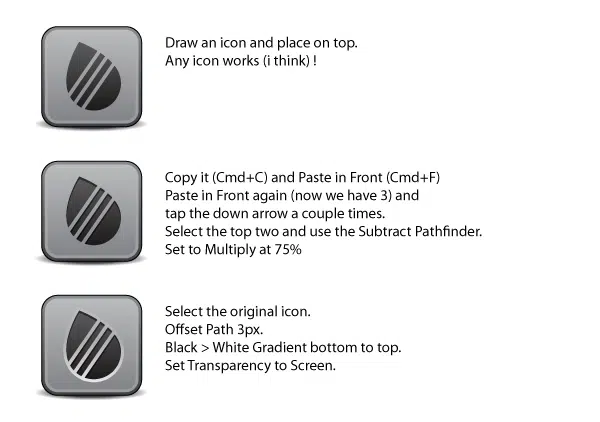 Draw an icon and place on top.
Any icon works (i think) !
Copy it (Cmd+C) and Paste in Front (Cmd+F)
Paste in Front again (now we have 3) and
tap the down arrow a couple times.
Select the top two and use the Subtract Pathfinder.
Set to Multiply at 75%
Select the original icon.
Offset Path 3px.
Black > White Gradient bottom to top.
Set Transparency to Screen.